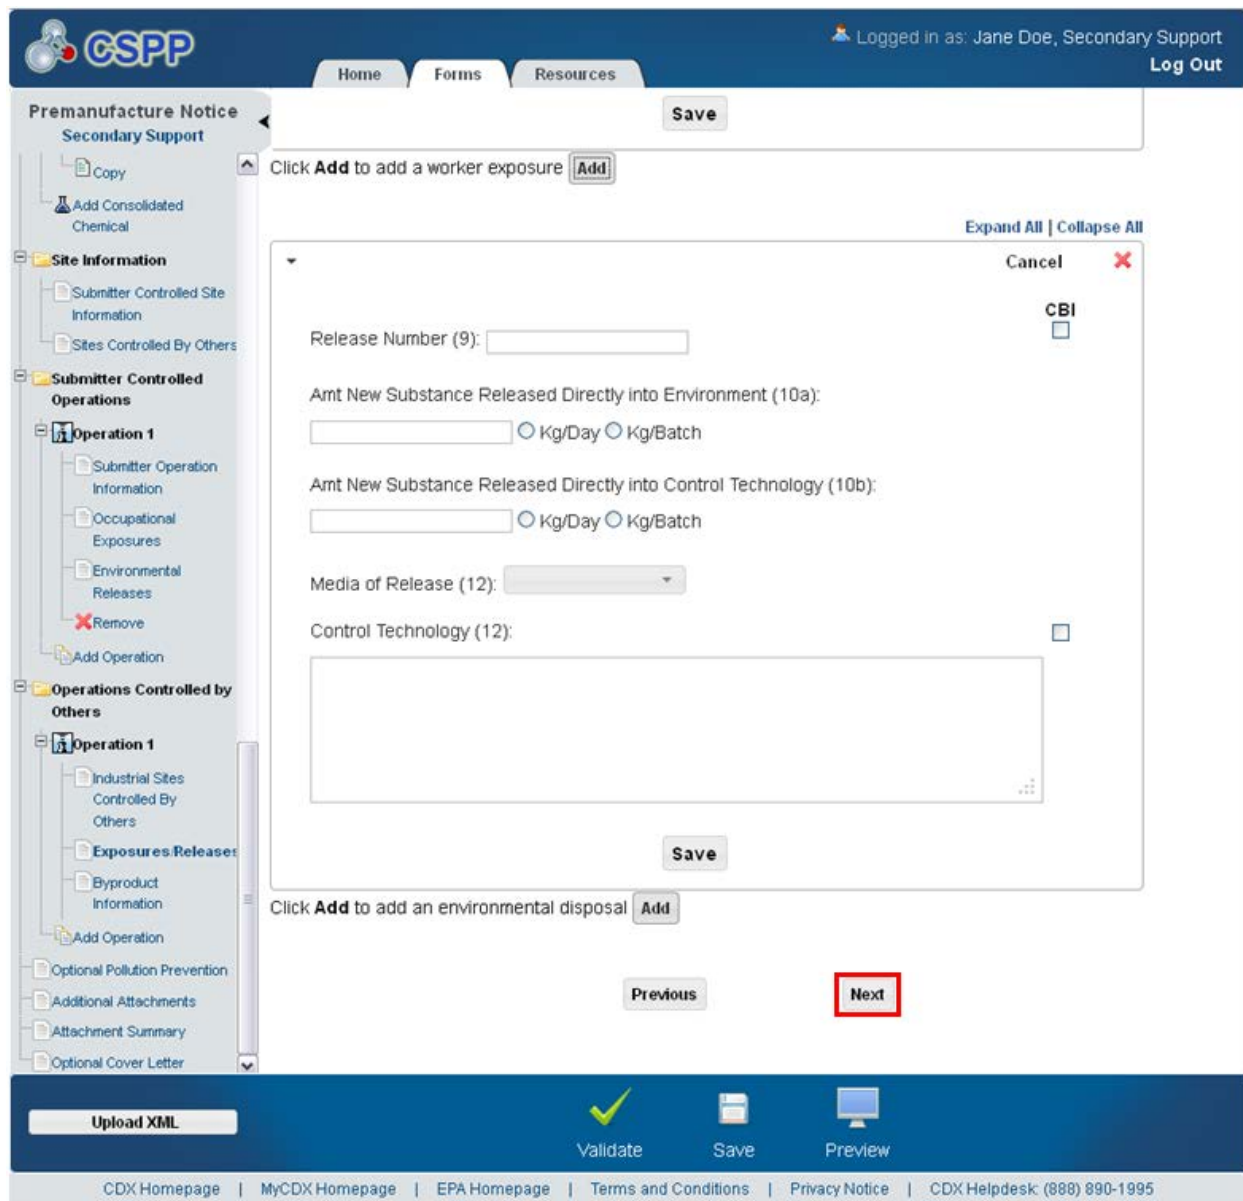 CSPP
Logged in as: Jane Doe, Secondary Support
Log Out
Home Forms Resources
Premanufacture Notice
Secondary Support
Copy
Add Consolidated
Chemical
Site Information
Submitter Controlled Site
Information
Sites Controlled By Others
Submitter Controlled
Operations
Operation 1
Submitter Operation
Information
Occupational
Exposures
Environmental
Releases
Remove
Add Operation
Operations Controlled by
Others
Operation 1
Industrial Sites
Controlled By
Others
Exposures/Releases
Byproduct
Information
Add Operation
Optional Pollution Prevention
Additional Attachments
Attachment Summary
Optional Cover Letter
Save
Click Add to add a worker exposure Add
Expand All | Collapse All
Cancel
CBI
Release Number (9):
Amt New Substance Released Directly into Environment (10a):
Kg/Day Kg/Batch
Amt New Substance Released Directly into Control Technology (10b):
Kg/Day Kg/Batch
Media of Release (12):
Control Technology (12):
Save
Click Add to add an environmental disposal Add
Previous Next
Upload XML
Validate Save Preview
CDX Homepage | MyCDX Homepage | EPA Homepage | Terms and Conditions | Privacy Notice | CDX Helpdesk: (888) 890-1995